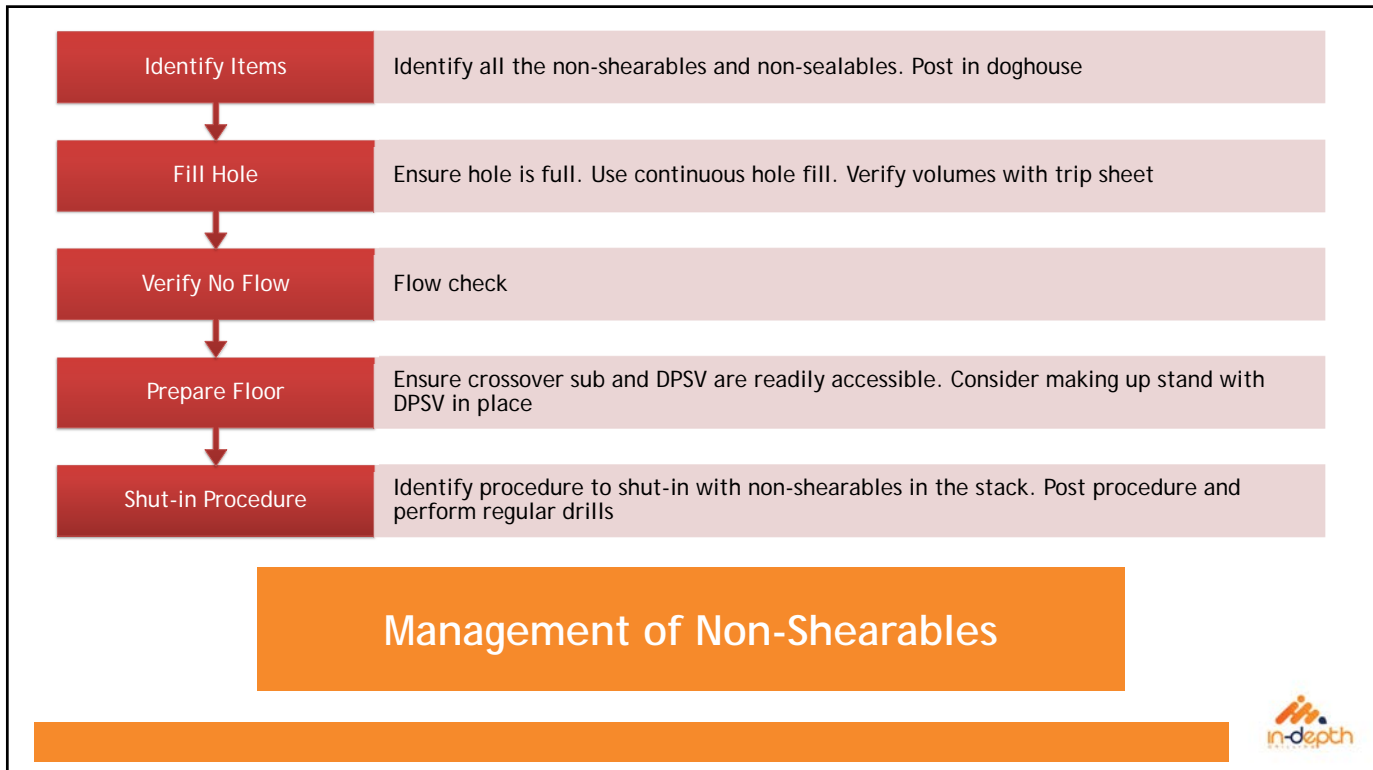 Identify Items
Identify all the non-shearables and non-sealables. Post in doghouse
Fill Hole
Ensure hole is full. Use continuous hole fill. Verify volumes with trip sheet
Verify No Flow
Flow check
Prepare Floor
Ensure crossover sub and DPSV are readily accessible. Consider making up stand with
DPSV in place
Shut-in Procedure
Identify procedure to shut-in with non-shearables in the stack. Post procedure and
perform regular drills
Management of Non-Shearables
in-depth